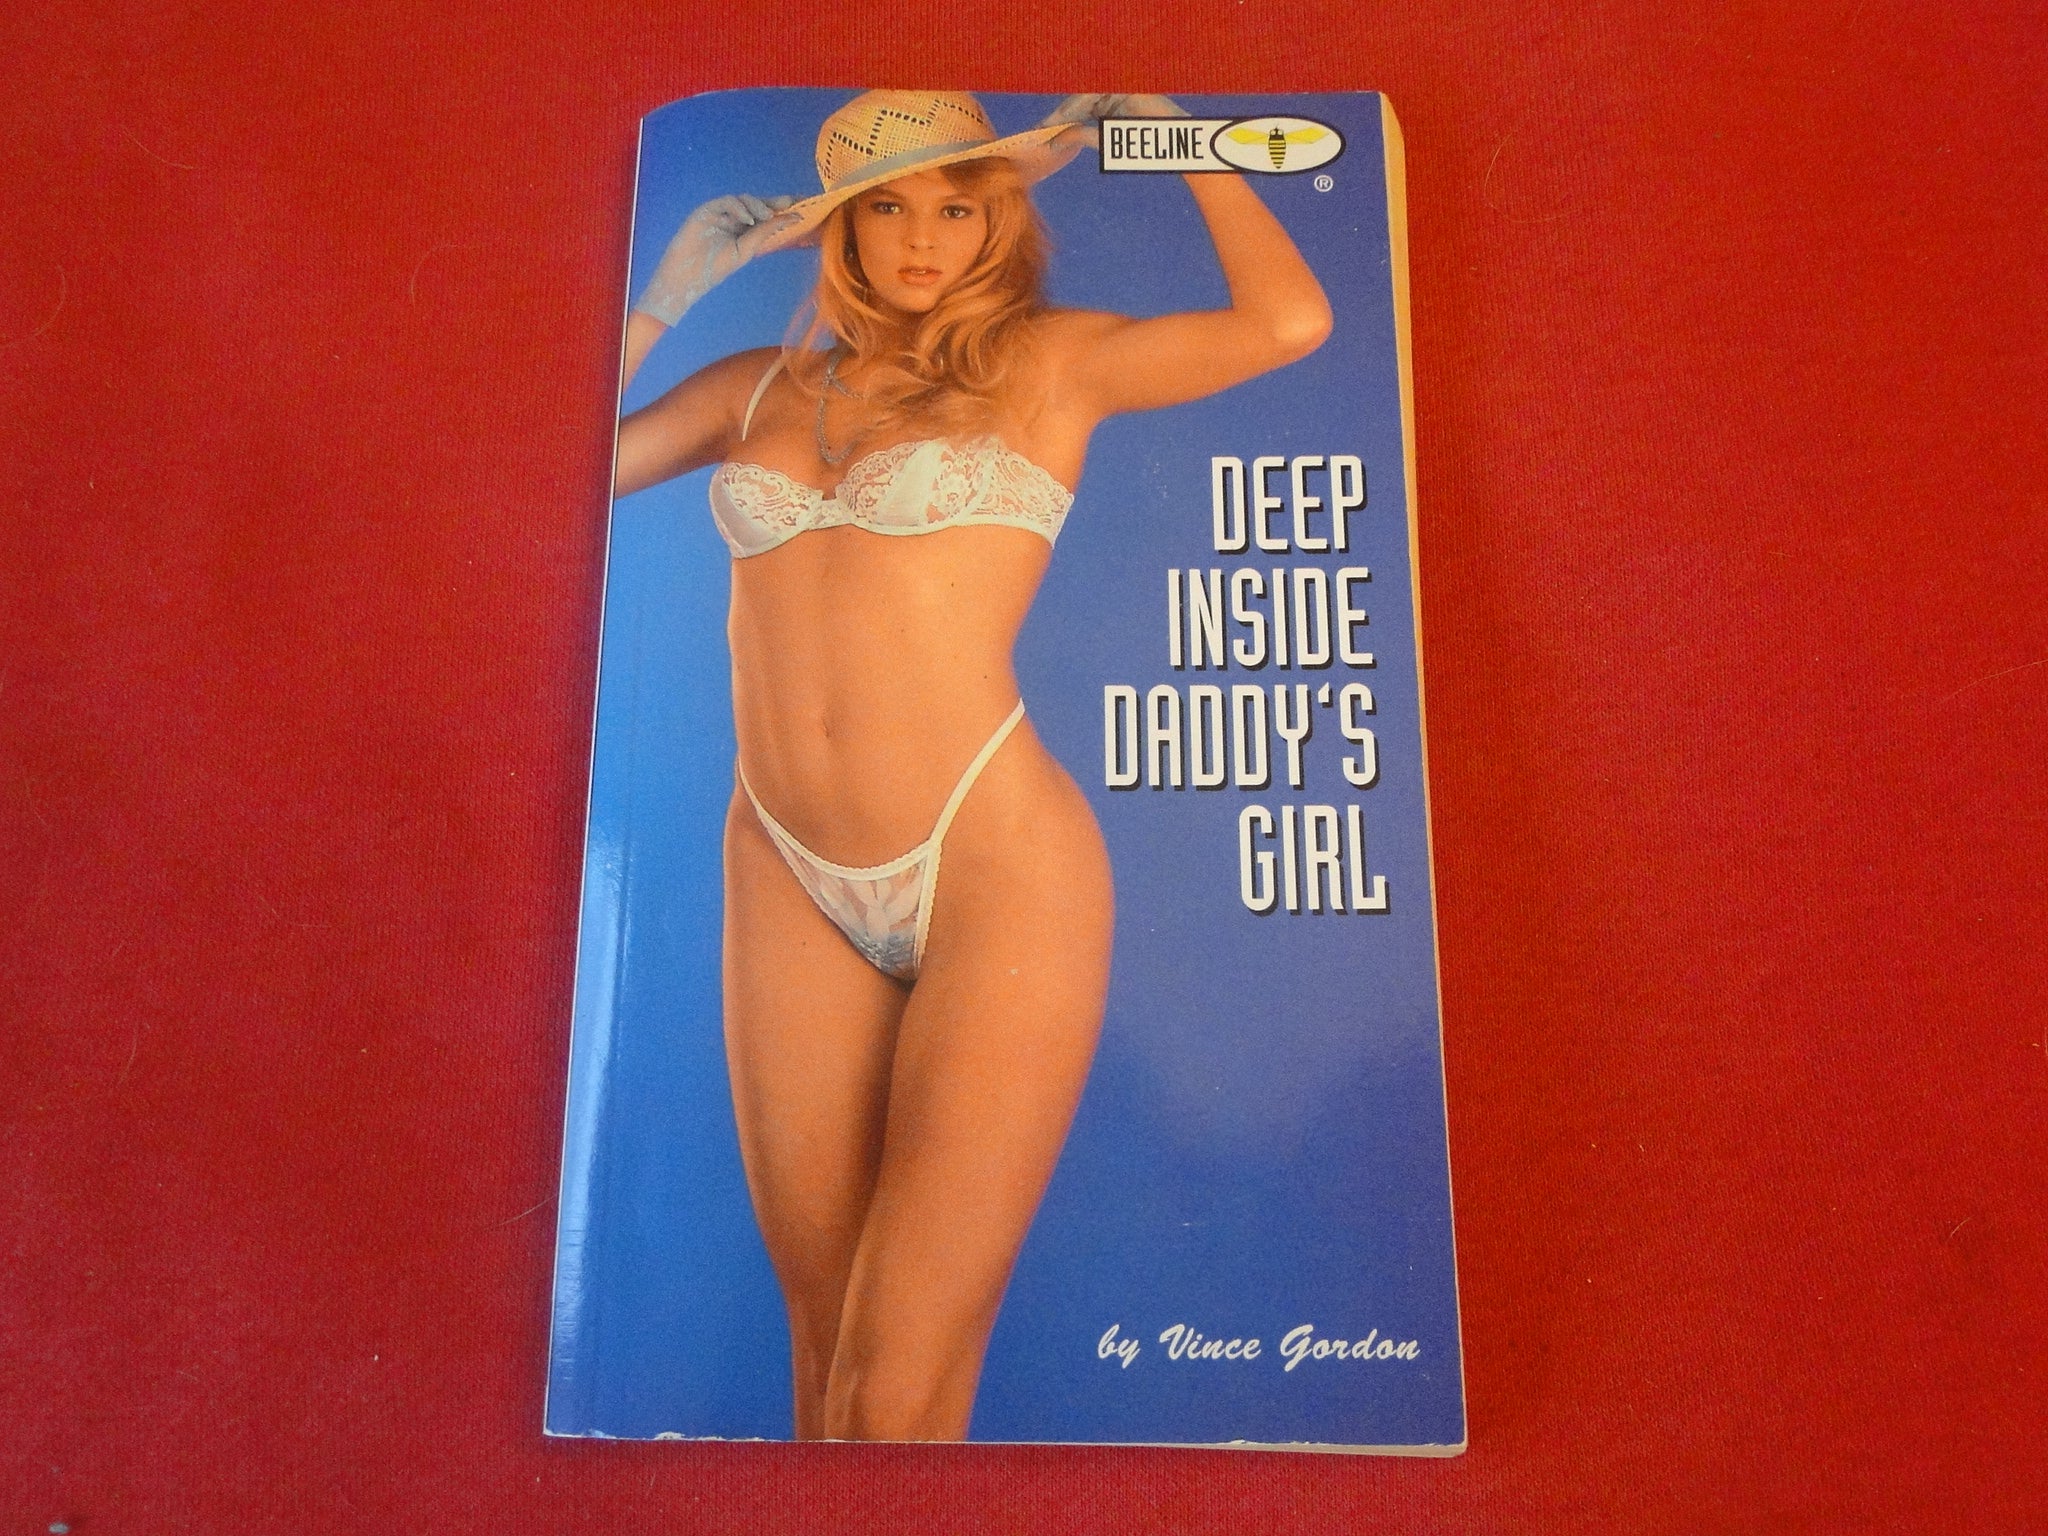 BEELINE
®
DEEP
INSIDE
DADDY'S
GIRL
by Vince Gordon